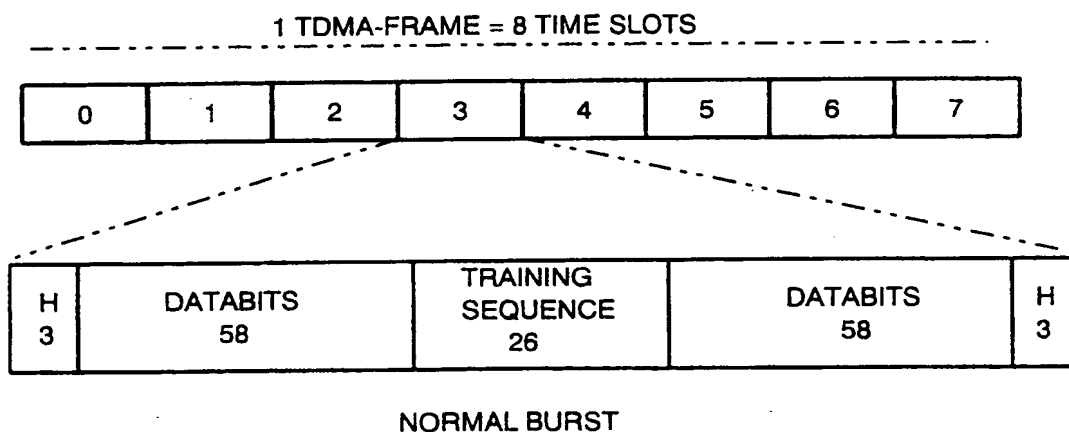 1 TDMA-FRAME = 8 TIME SLOTS
0 1 2 3 4 5 6 7
H DATABITS TRAINING SEQUENCE DATABITS H
3 58 26 58 3
NORMAL BURST